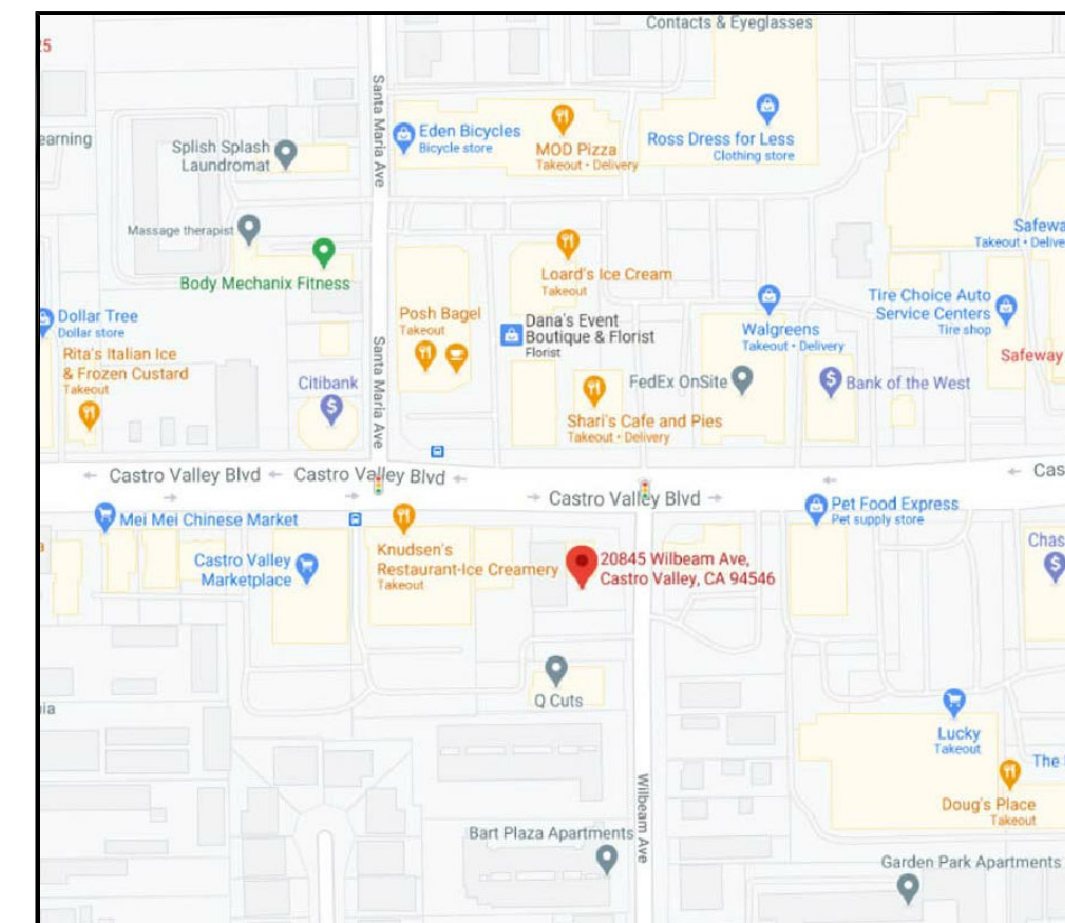 Contacts & Eyeglasses
25
earning
Santa Maria Ave
Splish Splash
Laundromat
Eden Bicycles
Bicycle store
MOD Pizza
Takeout • Delivery
Ross Dress for Less
Clothing store
Massage therapist
Body Mechanix Fitness
Safewa
Takeout • Delive
Loard's Ice Cream
Takeout
Dollar Tree
Dollar store
Rita's Italian Ice
& Frozen Custard
Takeout
Citibank
Santa Maria Ave
Posh Bagel
Takeout
Dana's Event
Boutique & Florist
Florist
Walgreens
Takeout • Delivery
Tire Choice Auto
Service Centers
Tire shop
Safeway
FedEx OnSite
Bank of the West
Shari's Cafe and Pies
Takeout • Delivery
Castro Valley Blvd
Castro Valley Blvd
Castro Valley Blvd
Cas
Mei Mei Chinese Market
Pet Food Express
Pet supply store
Castro Valley
Marketplace
Knudsen's
Restaurant-Ice Creamery
Takeout
20845 Wilbeam Ave,
Castro Valley, CA 94546
Chas
Q Cuts
ia
Lucky
Takeout
The
Doug's Place
Takeout
Wilbeam Ave
Bart Plaza Apartments
Garden Park Apartments